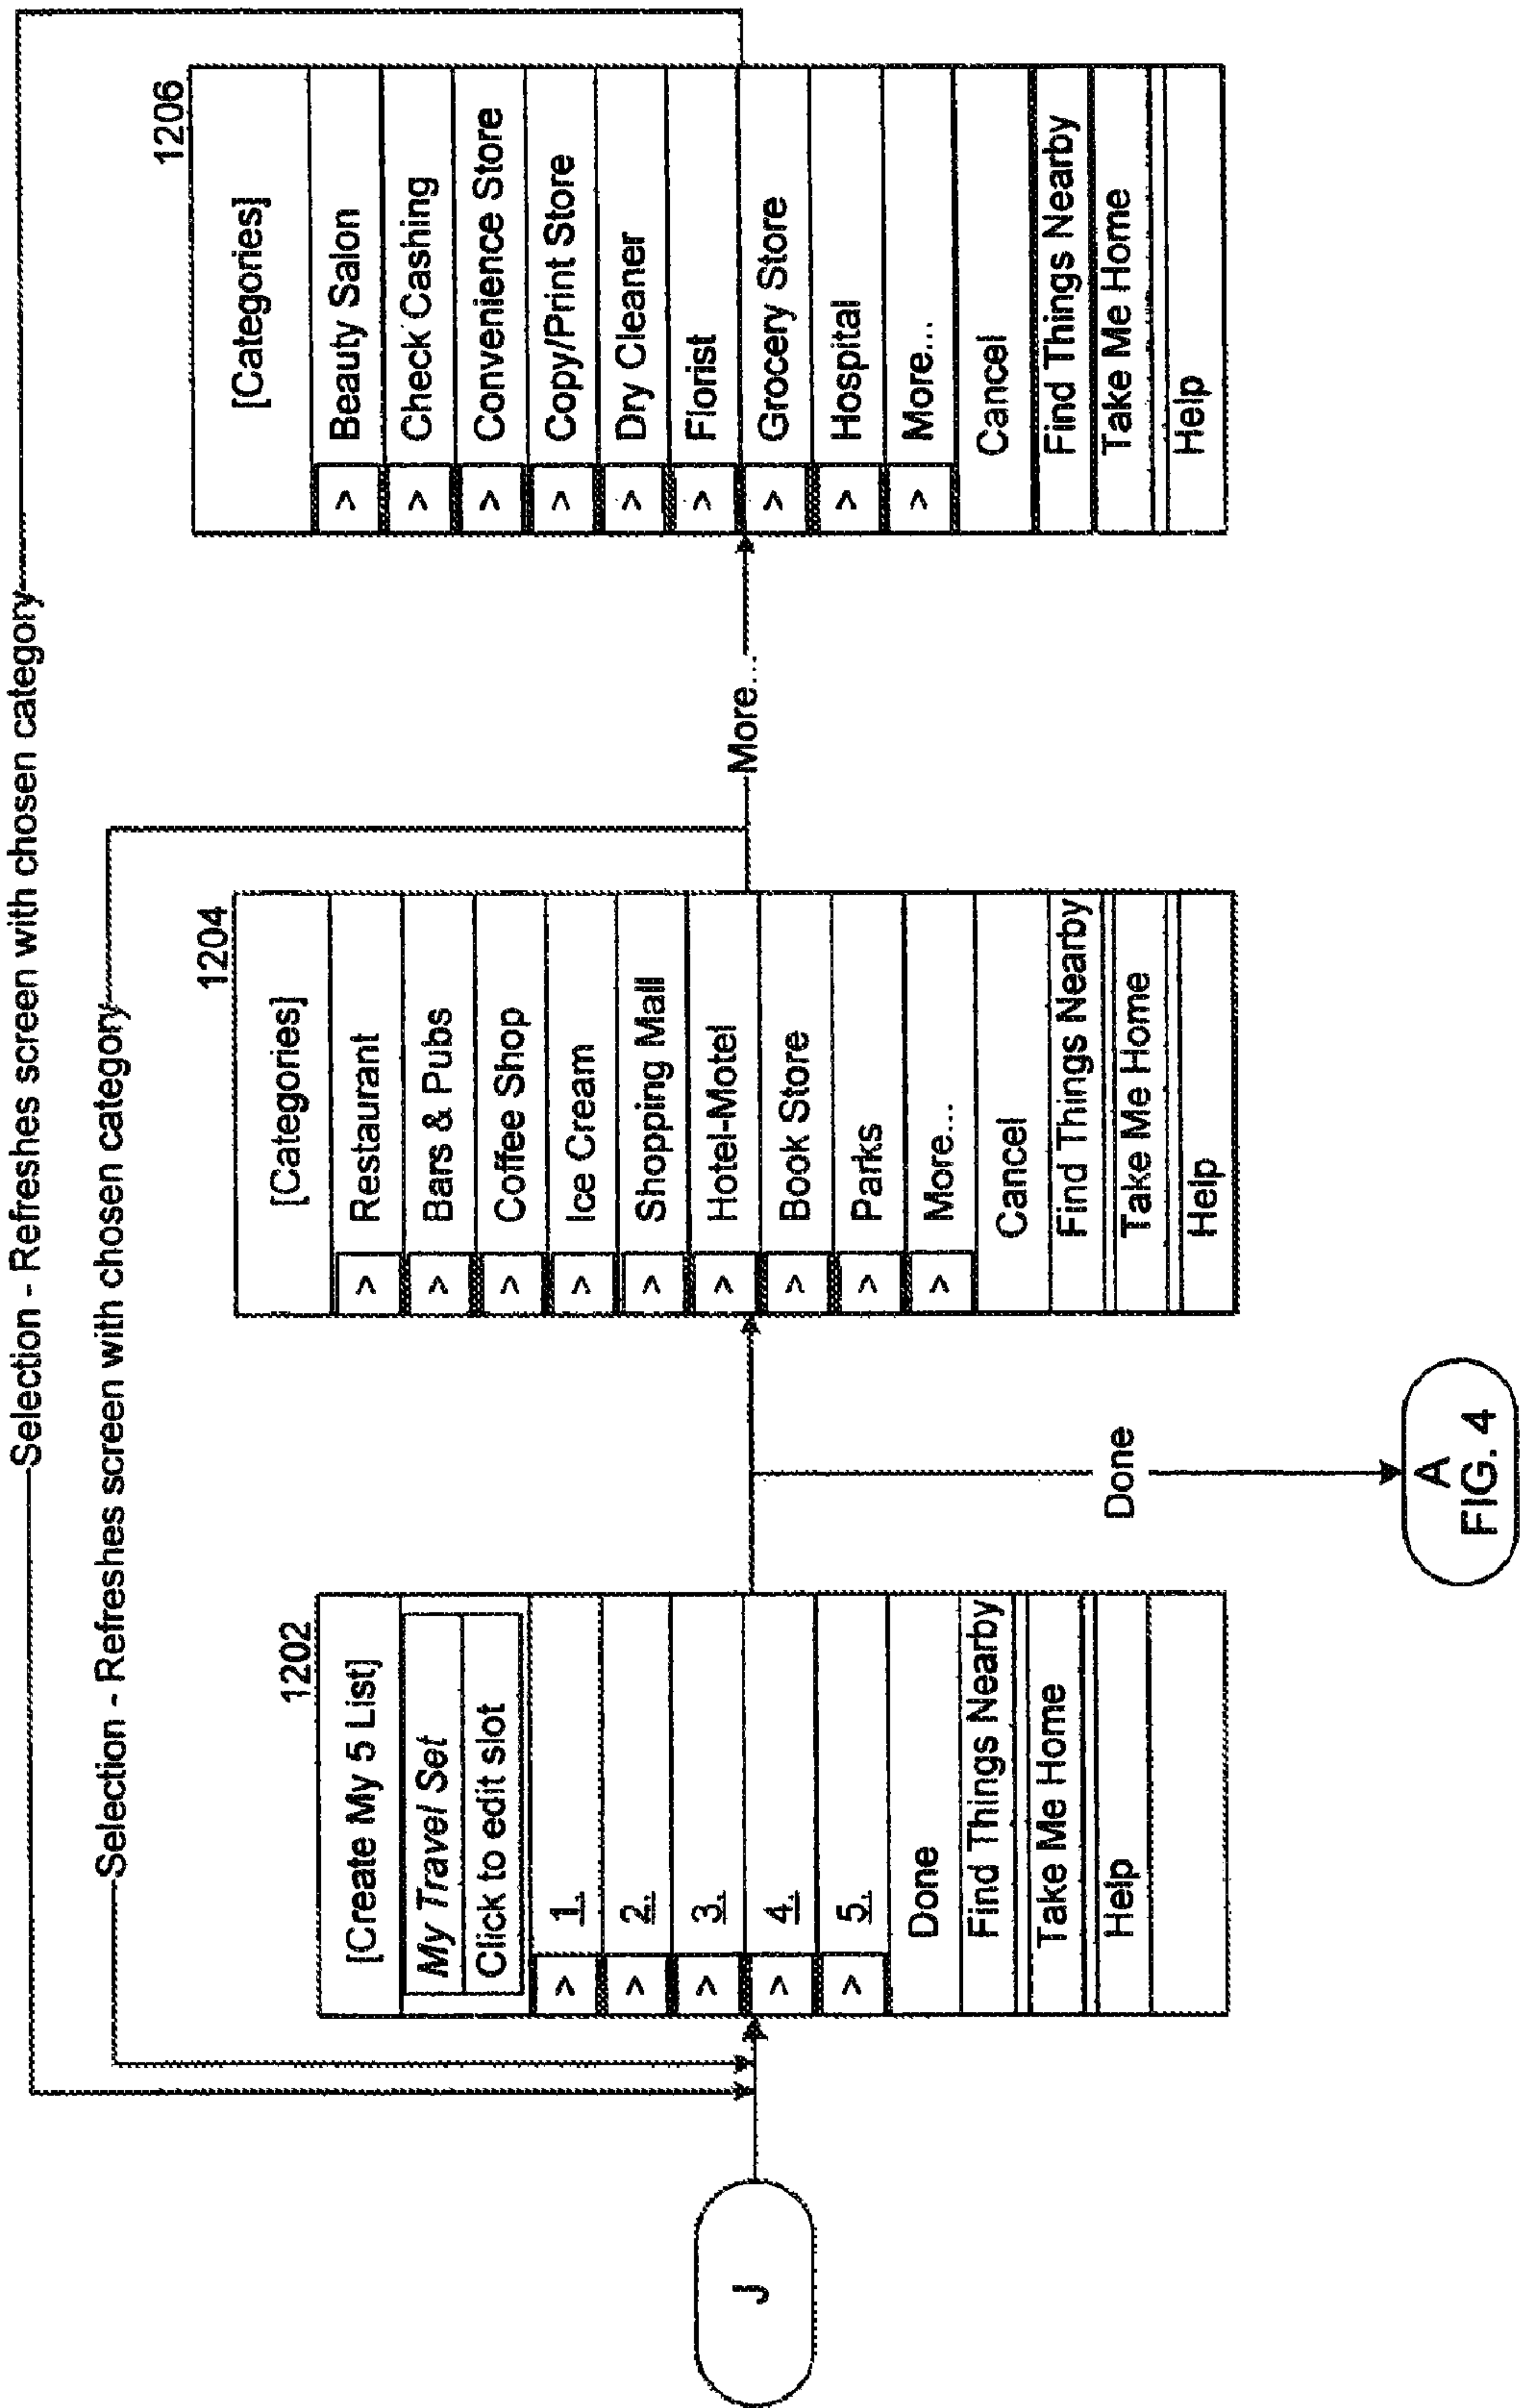 Selection - Refreshes screen with chosen category
Selection - Refreshes screen with chosen category
J
1202
[Create My 5 List]
My Travel Set
Click to edit slot
> 1.
> 2.
> 3.
> 4.
> 5.
Done
Find Things Nearby
Take Me Home
Help
Done
A
FIG. 4
1204
[Categories]
> Restaurant
> Bars & Pubs
> Coffee Shop
> Ice Cream
> Shopping Mall
> Hotel-Motel
> Book Store
> Parks
> More...
Cancel
Find Things Nearby
Take Me Home
Help
More...
1206
[Categories]
> Beauty Salon
> Check Cashing
> Convenience Store
> Copy/Print Store
> Dry Cleaner
> Florist
> Grocery Store
> Hospital
> More...
Cancel
Find Things Nearby
Take Me Home
Help